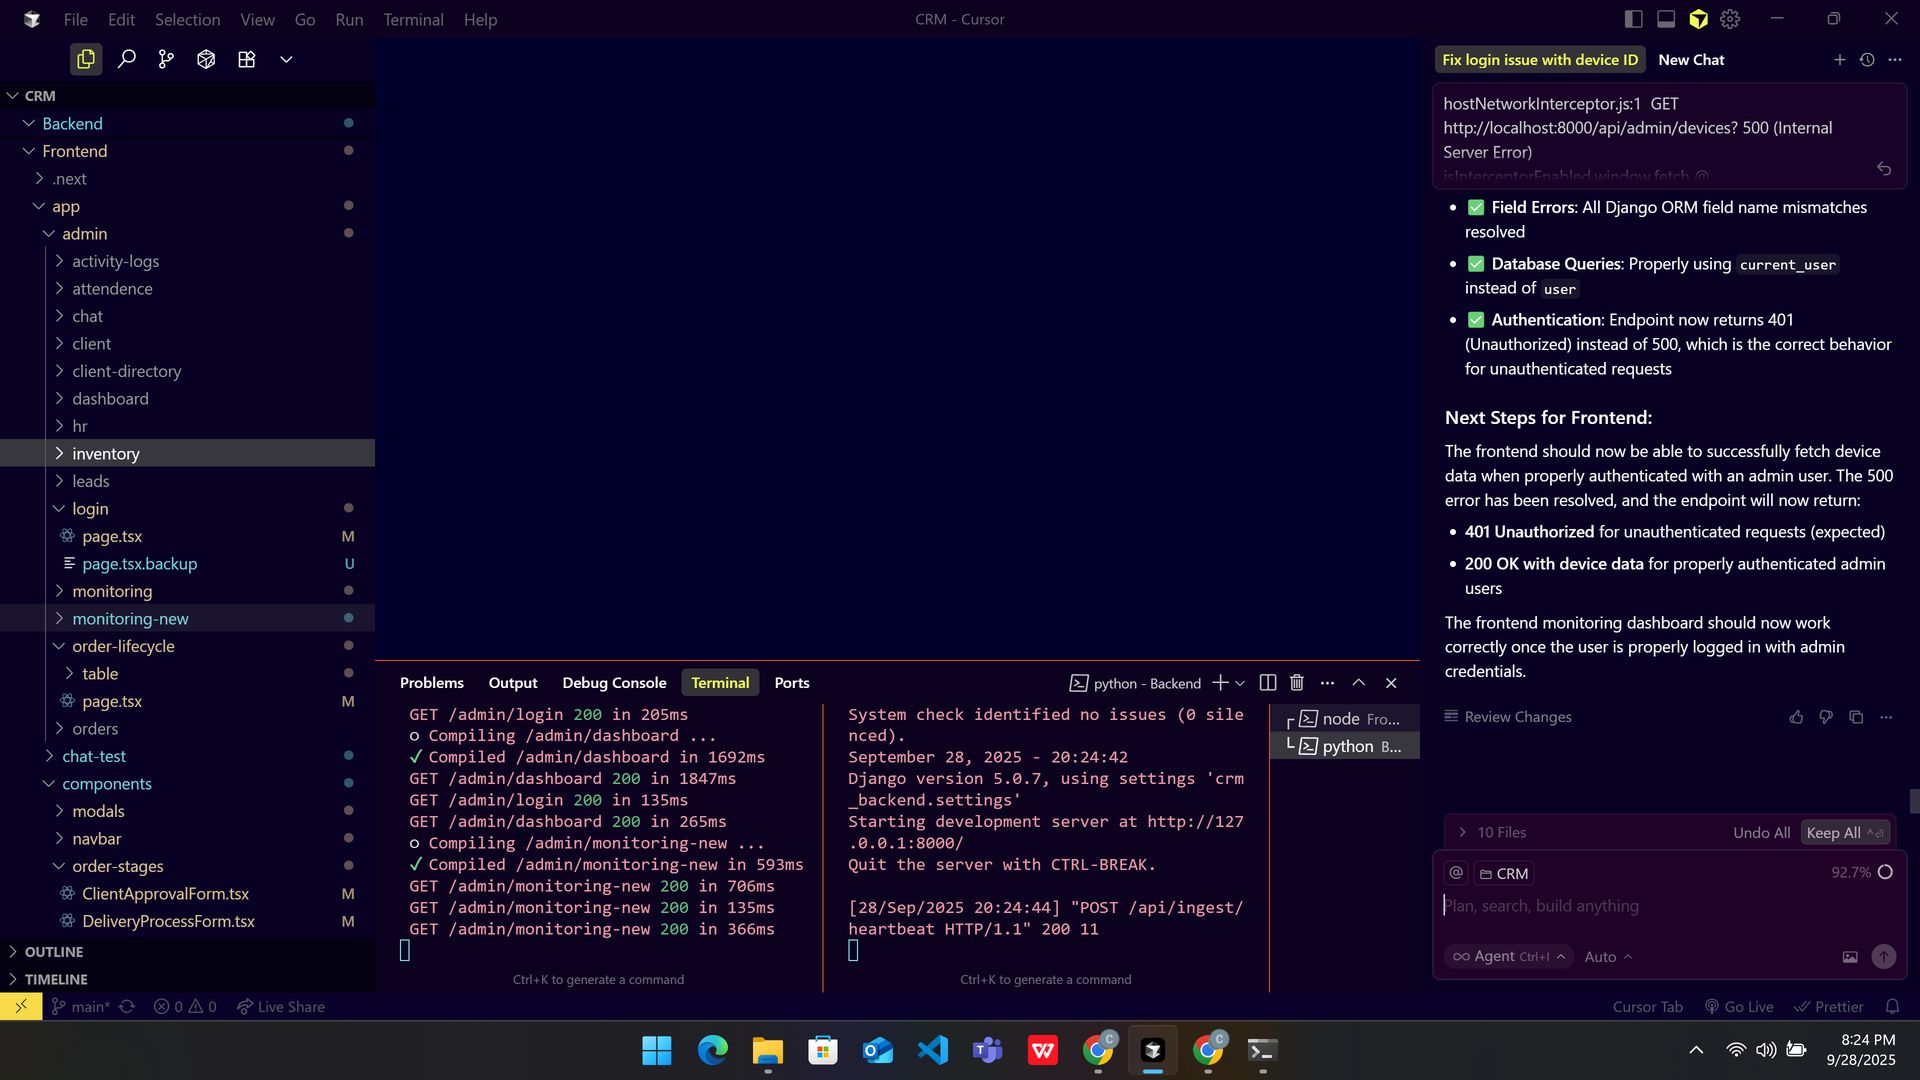 File Edit Selection View Go Run Terminal Help
CRM - Cursor
CRM
Backend
Frontend
.next
app
admin
activity-logs
attendence
chat
client
client-directory
dashboard
hr
inventory
leads
login
page.tsx M
page.tsx.backup U
monitoring
monitoring-new
order-lifecycle
table
page.tsx M
orders
chat-test
components
modals
navbar
order-stages
ClientApprovalForm.tsx M
DeliveryProcessForm.tsx M
OUTLINE
TIMELINE
Problems Output Debug Console Terminal Ports
python - Backend
GET /admin/login 200 in 205ms
○ Compiling /admin/dashboard ...
✓ Compiled /admin/dashboard in 1692ms
GET /admin/dashboard 200 in 1847ms
GET /admin/login 200 in 135ms
GET /admin/dashboard 200 in 265ms
○ Compiling /admin/monitoring-new ...
✓ Compiled /admin/monitoring-new in 593ms
GET /admin/monitoring-new 200 in 706ms
GET /admin/monitoring-new 200 in 135ms
GET /admin/monitoring-new 200 in 366ms
Ctrl+K to generate a command
System check identified no issues (0 sile
nced).
September 28, 2025 - 20:24:42
Django version 5.0.7, using settings 'crm
_backend.settings'
Starting development server at http://127
.0.0.1:8000/
Quit the server with CTRL-BREAK.
[28/Sep/2025 20:24:44] "POST /api/ingest/
heartbeat HTTP/1.1" 200 11
Ctrl+K to generate a command
node Fro...
python B...
Fix login issue with device ID New Chat
hostNetworkInterceptor.js:1 GET
http://localhost:8000/api/admin/devices? 500 (Internal
Server Error)
isInterceptorEnabled.window.fetch @
• ✅ Field Errors: All Django ORM field name mismatches
resolved
• ✅ Database Queries: Properly using current_user
instead of user
• ✅ Authentication: Endpoint now returns 401
(Unauthorized) instead of 500, which is the correct behavior
for unauthenticated requests
Next Steps for Frontend:
The frontend should now be able to successfully fetch device
data when properly authenticated with an admin user. The 500
error has been resolved, and the endpoint will now return:
• 401 Unauthorized for unauthenticated requests (expected)
• 200 OK with device data for properly authenticated admin
users
The frontend monitoring dashboard should now work
correctly once the user is properly logged in with admin
credentials.
Review Changes
10 Files Undo All Keep All
@ CRM 92.7%
Plan, search, build anything
Agent Ctrl+I Auto
main* 0 0 Live Share
Cursor Tab Go Live Prettier
8:24 PM
9/28/2025